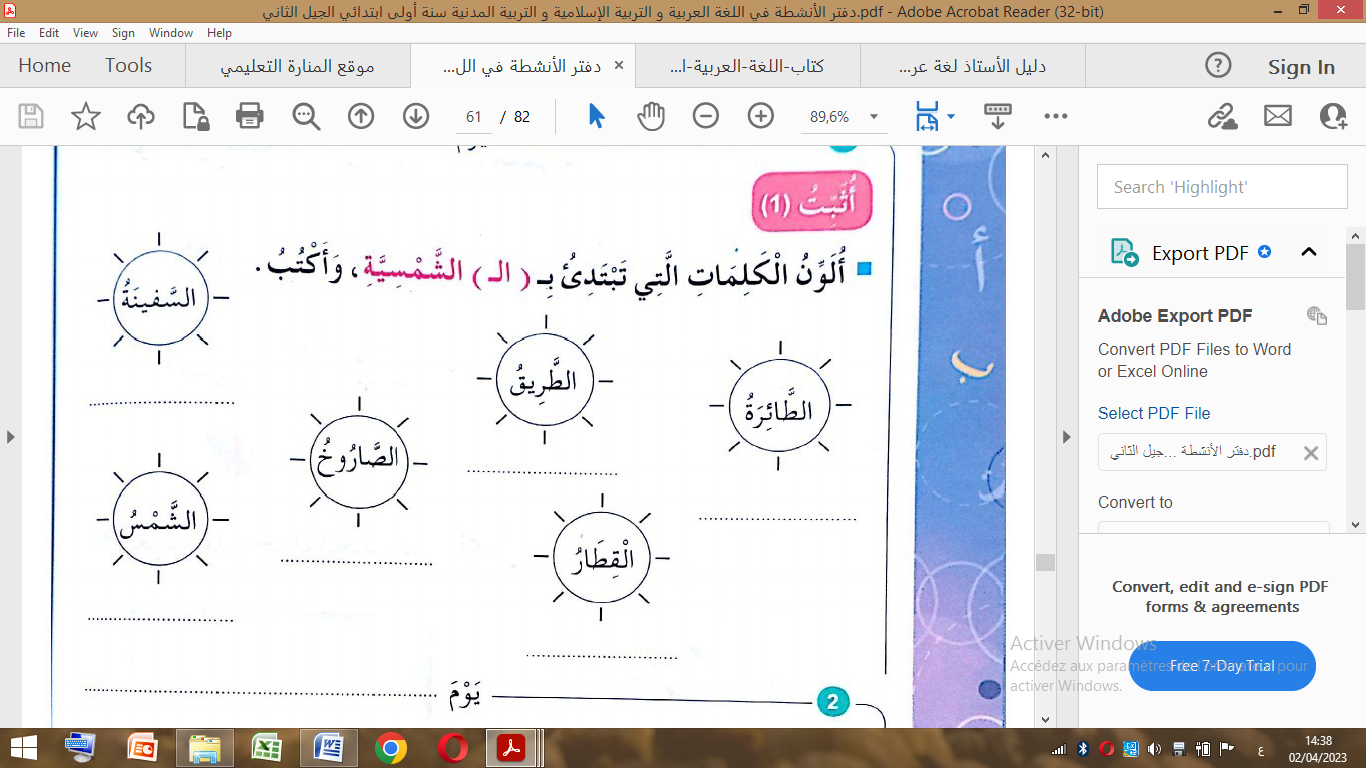 دفتر الأنشطة في اللغة العربية و التربية الإسلامية و التربية المدنية سنة أولى ابتدائي الجيل الثاني.pdf - Adobe Acrobat Reader (32-bit)
File Edit View Sign Window Help
Home Tools
موقع المنارة التعليمي
دفتر الأنشطة في الل...
كتاب-اللغة-العربية-ا...
دليل الأستاذ لغة عر...
Sign In
61 / 82
89,6%
أُثَبِّتُ (1)
أُلَوِّنُ الْكَلِمَاتِ الَّتِي تَبْتَدِئُ بِـ ( الـ ) الشَّمْسِيَّةِ، وَأَكْتُبُ.
السَّفينَةُ
الطَّرِيقُ
الطَّائِرَةُ
الصَّارُوخُ
الشَّمْسُ
الْقِطَارُ
2 يَوْمَ
أ
ب
Search 'Highlight'
Export PDF
Adobe Export PDF
Convert PDF Files to Word
or Excel Online
Select PDF File
دفتر الأنشطة ...جيل الثاني.pdf
Convert to
Convert, edit and e-sign PDF
forms & agreements
Free 7-Day Trial
Activer Windows
Accédez aux paramètres de l'ordinateur pour
activer Windows.
ع
14:38
02/04/2023